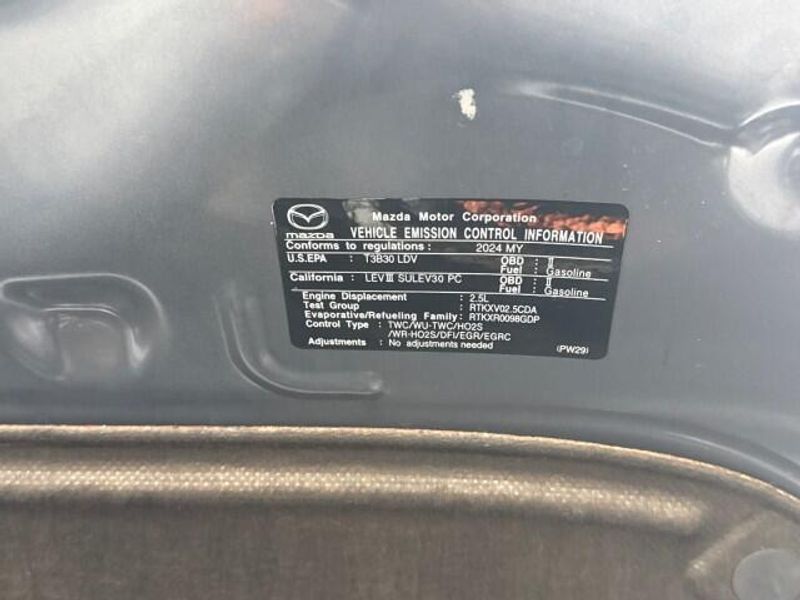 Mazda Motor Corporation
mazda VEHICLE EMISSION CONTROL INFORMATION
Conforms to regulations : 2024 MY
U.S.EPA : T3B30 LDV OBD : II
Fuel : Gasoline
California : LEVIII SULEV30 PC OBD : II
Fuel : Gasoline
Engine Displacement : 2.5L
Test Group : RTKXV02.5CDA
Evaporative/Refueling Family: RTKXR0098GDP
Control Type : TWC/WU-TWC/HO2S
/WR-HO2S/DFI/EGR/EGRC
Adjustments : No adjustments needed (PW29)